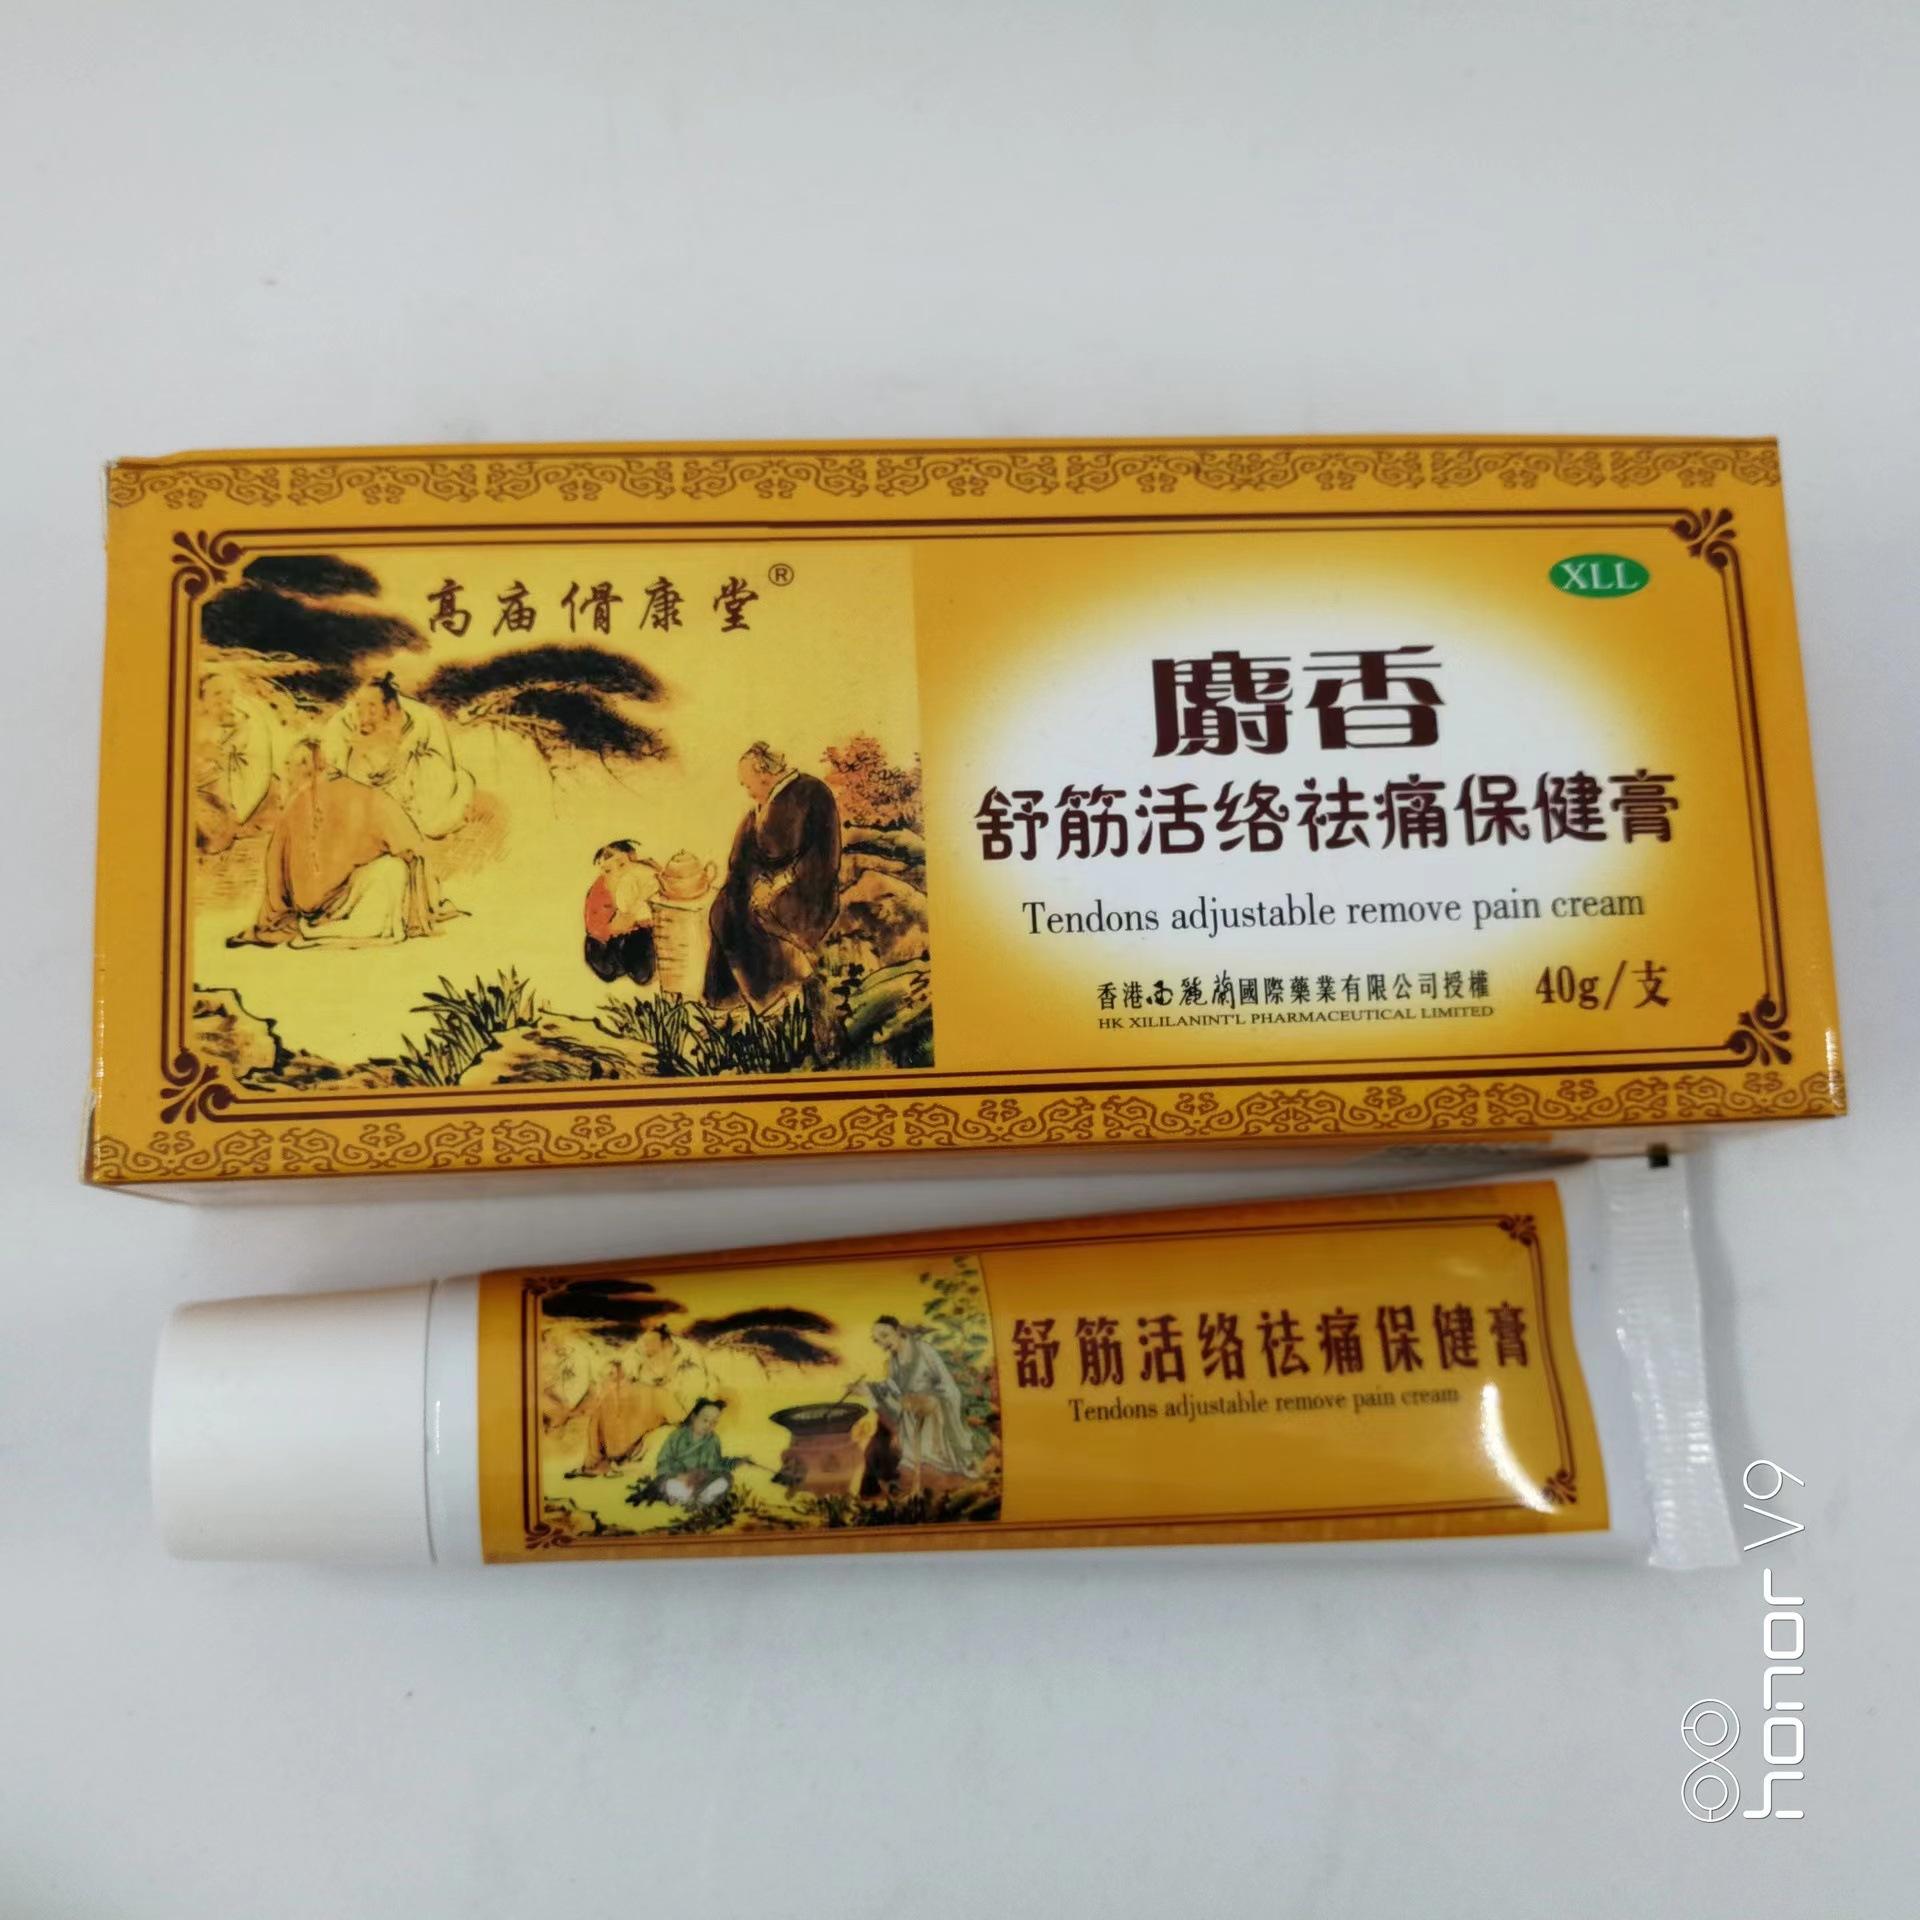 高庙傦康堂®
XLL
麝香
舒筋活络祛痛保健膏
Tendons adjustable remove pain cream
香港西麗蘭國際藥業有限公司授權 40g/支
HK XILILANINT'L PHARMACEUTICAL LIMITED
舒筋活络祛痛保健膏
Tendons adjustable remove pain cream
honor V9